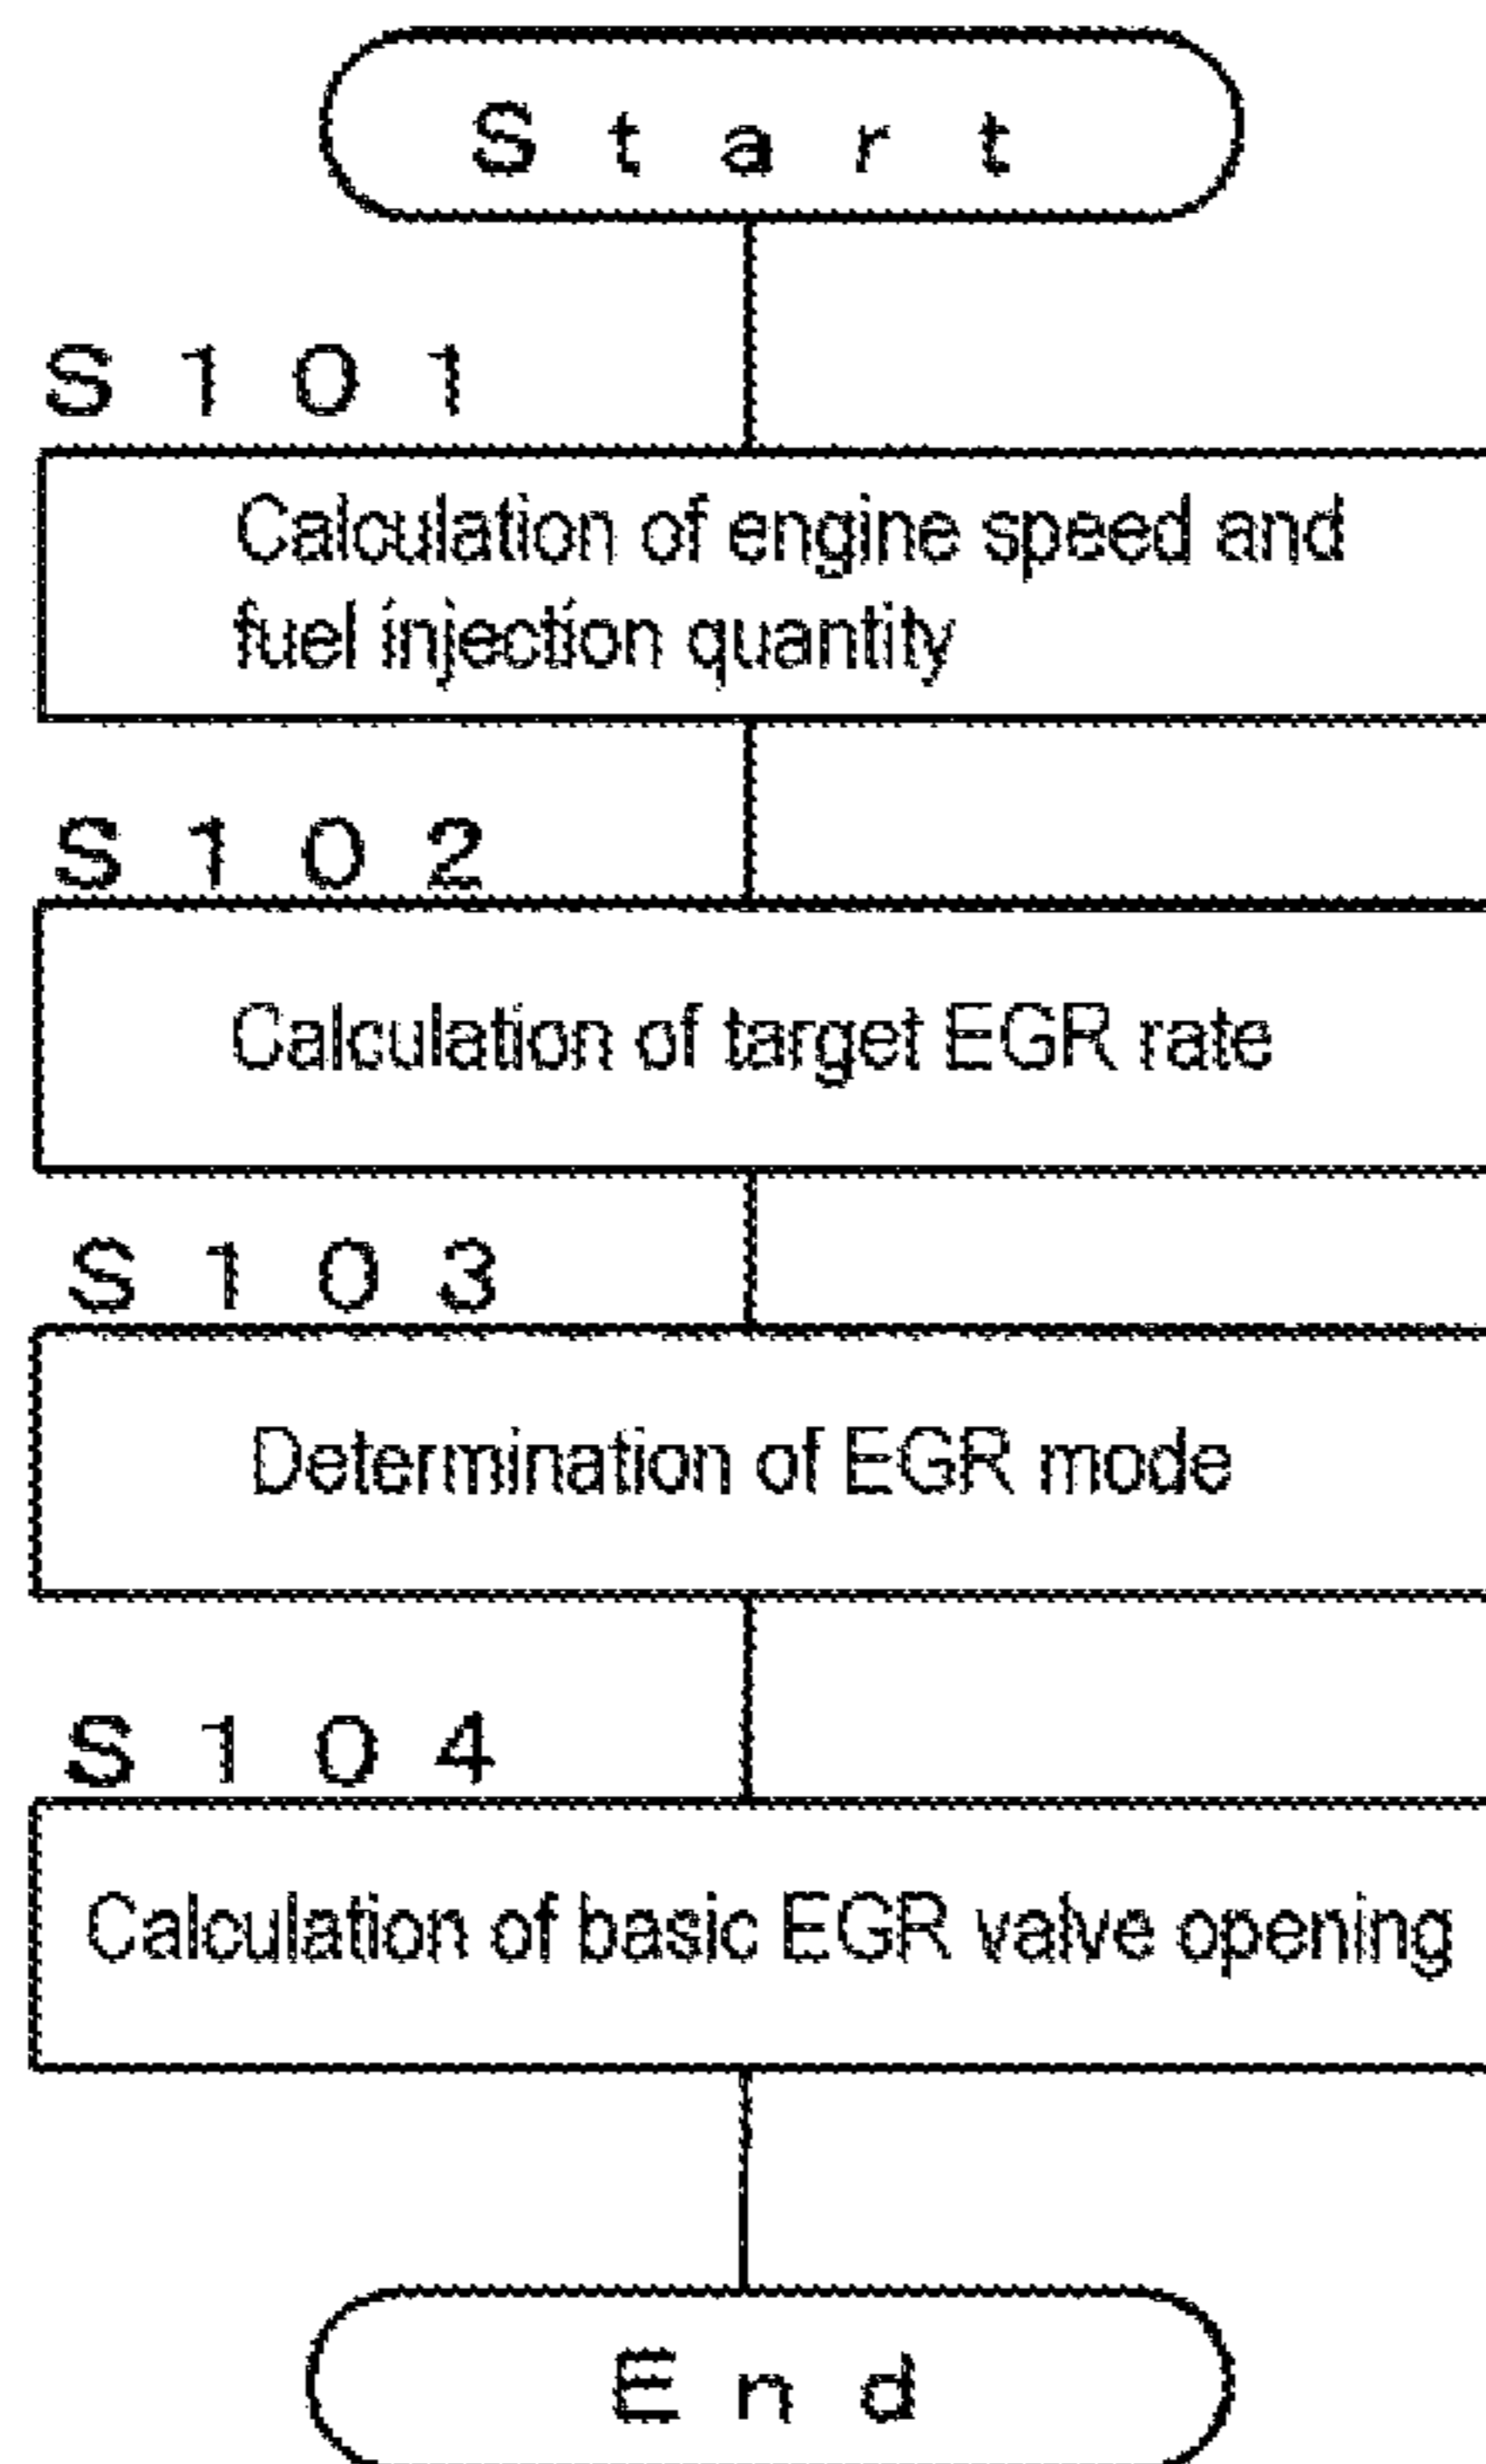 Start
S101
Calculation of engine speed and
fuel injection quantity
S102
Calculation of target EGR rate
S103
Determination of EGR mode
S104
Calculation of basic EGR valve opening
End